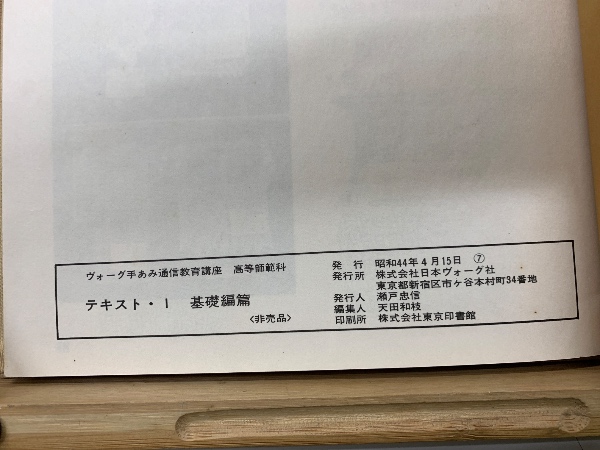 ヴォーグ手あみ通信教育講座　高等師範科
テキスト・Ⅰ　基礎編篇
〈非売品〉
発　行　昭和44年4月15日　⑦
発行所　株式会社日本ヴォーグ社
東京都新宿区市ケ谷本村町34番地
発行人　瀬戸忠信
編集人　天田和枝
印刷所　株式会社東京印書館